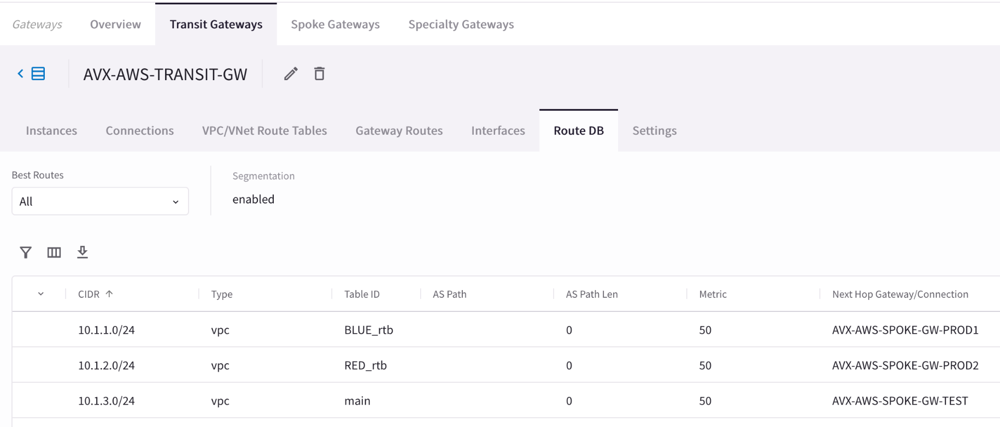 Gateways Overview Transit Gateways Spoke Gateways Specialty Gateways
AVX-AWS-TRANSIT-GW
Instances Connections VPC/VNet Route Tables Gateway Routes Interfaces Route DB Settings
Best Routes Segmentation
All enabled
CIDR Type Table ID AS Path AS Path Len Metric Next Hop Gateway/Connection
10.1.1.0/24 vpc BLUE_rtb 0 50 AVX-AWS-SPOKE-GW-PROD1
10.1.2.0/24 vpc RED_rtb 0 50 AVX-AWS-SPOKE-GW-PROD2
10.1.3.0/24 vpc main 0 50 AVX-AWS-SPOKE-GW-TEST